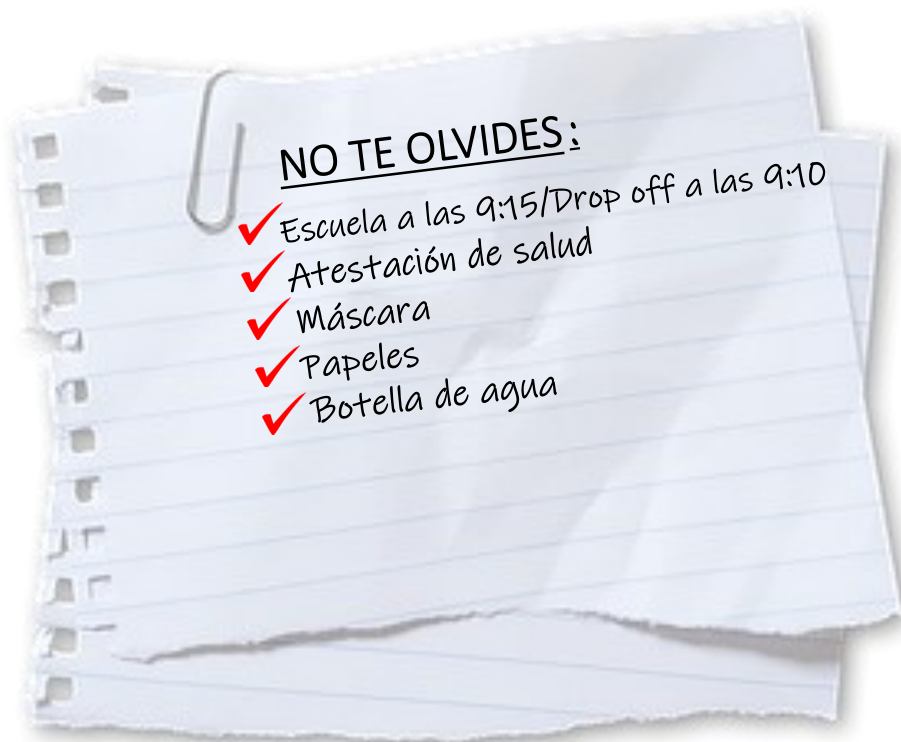 NO TE OLVIDES:
Escuela a las 9:15/Drop off a las 9:10
Atestación de salud
Máscara
Papeles
Botella de agua